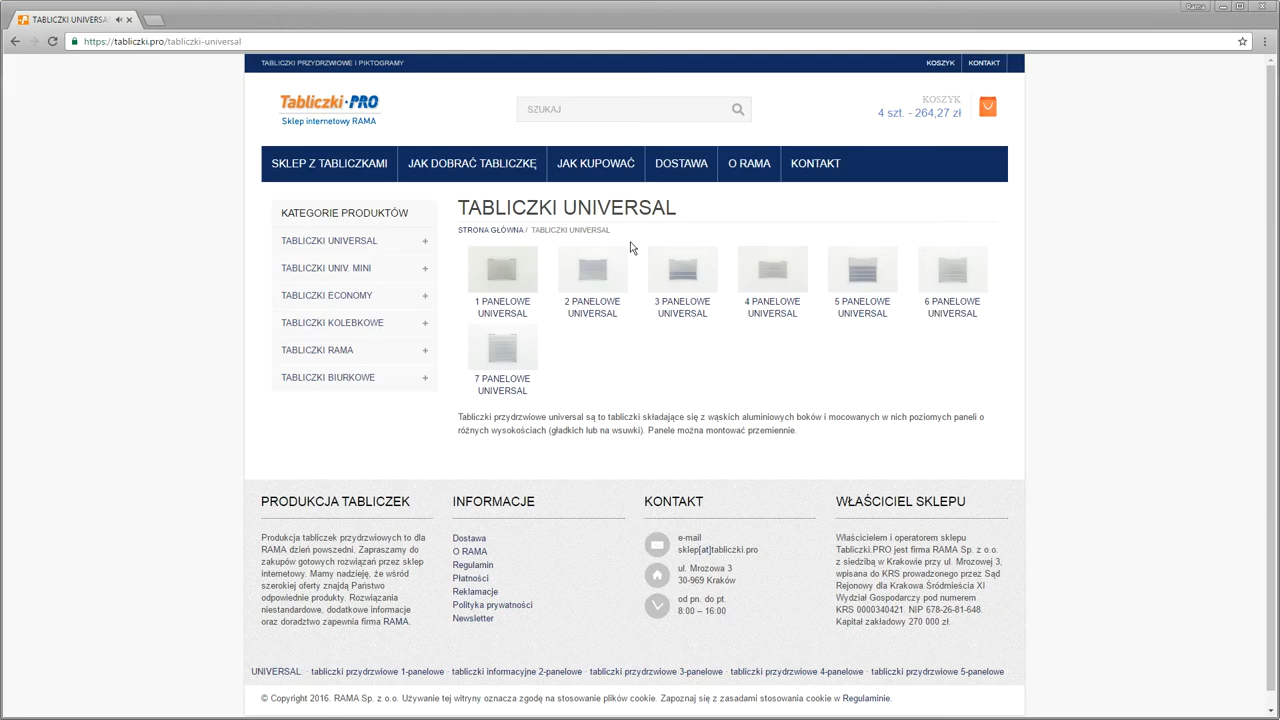 TABLICZKI UNIVERSA
Rama
https://tabliczki.pro/tabliczki-universal
TABLICZKI PRZYDRZWIOWE I PIKTOGRAMY
KOSZYK
KONTAKT
Tabliczki·PRO
Sklep internetowy RAMA
SZUKAJ
KOSZYK
4 szt. - 264,27 zł
SKLEP Z TABLICZKAMI
JAK DOBRAĆ TABLICZKĘ
JAK KUPOWAĆ
DOSTAWA
O RAMA
KONTAKT
KATEGORIE PRODUKTÓW
TABLICZKI UNIVERSAL +
TABLICZKI UNIV. MINI +
TABLICZKI ECONOMY +
TABLICZKI KOLEBKOWE +
TABLICZKI RAMA +
TABLICZKI BIURKOWE +
TABLICZKI UNIVERSAL
STRONA GŁÓWNA / TABLICZKI UNIVERSAL
1 PANELOWE
UNIVERSAL
2 PANELOWE
UNIVERSAL
3 PANELOWE
UNIVERSAL
4 PANELOWE
UNIVERSAL
5 PANELOWE
UNIVERSAL
6 PANELOWE
UNIVERSAL
7 PANELOWE
UNIVERSAL
Tabliczki przydrzwiowe universal są to tabliczki składające się z wąskich aluminiowych boków i mocowanych w nich poziomych paneli o
różnych wysokościach (gładkich lub na wsuwki). Panele można montować przemiennie.
PRODUKCJA TABLICZEK
Produkcja tabliczek przydrzwiowych to dla
RAMA dzień powszedni. Zapraszamy do
zakupów gotowych rozwiązań przez sklep
internetowy. Mamy nadzieję, że wśród
szerokiej oferty znajdą Państwo
odpowiednie produkty. Rozwiązania
niestandardowe, dodatkowe informacje
oraz doradztwo zapewnia firma RAMA.
INFORMACJE
Dostawa
O RAMA
Regulamin
Płatności
Reklamacje
Polityka prywatności
Newsletter
KONTAKT
e-mail
sklep[at]tabliczki.pro
ul. Mrozowa 3
30-969 Kraków
od pn. do pt.
8:00 – 16:00
WŁAŚCICIEL SKLEPU
Właścicielem i operatorem sklepu
Tabliczki.PRO jest firma RAMA Sp. z o.o.
z siedzibą w Krakowie przy ul. Mrozowej 3,
wpisana do KRS prowadzonego przez Sąd
Rejonowy dla Krakowa Śródmieścia XI
Wydział Gospodarczy pod numerem
KRS 0000340421. NIP 678-26-81-648.
Kapitał zakładowy 270 000 zł.
UNIVERSAL: · tabliczki przydrzwiowe 1-panelowe · tabliczki informacyjne 2-panelowe · tabliczki przydrzwiowe 3-panelowe · tabliczki przydrzwiowe 4-panelowe · tabliczki przydrzwiowe 5-panelowe
© Copyright 2016. RAMA Sp. z o.o. Używanie tej witryny oznacza zgodę na stosowanie plików cookie. Zapoznaj się z zasadami stosowania cookie w Regulaminie.